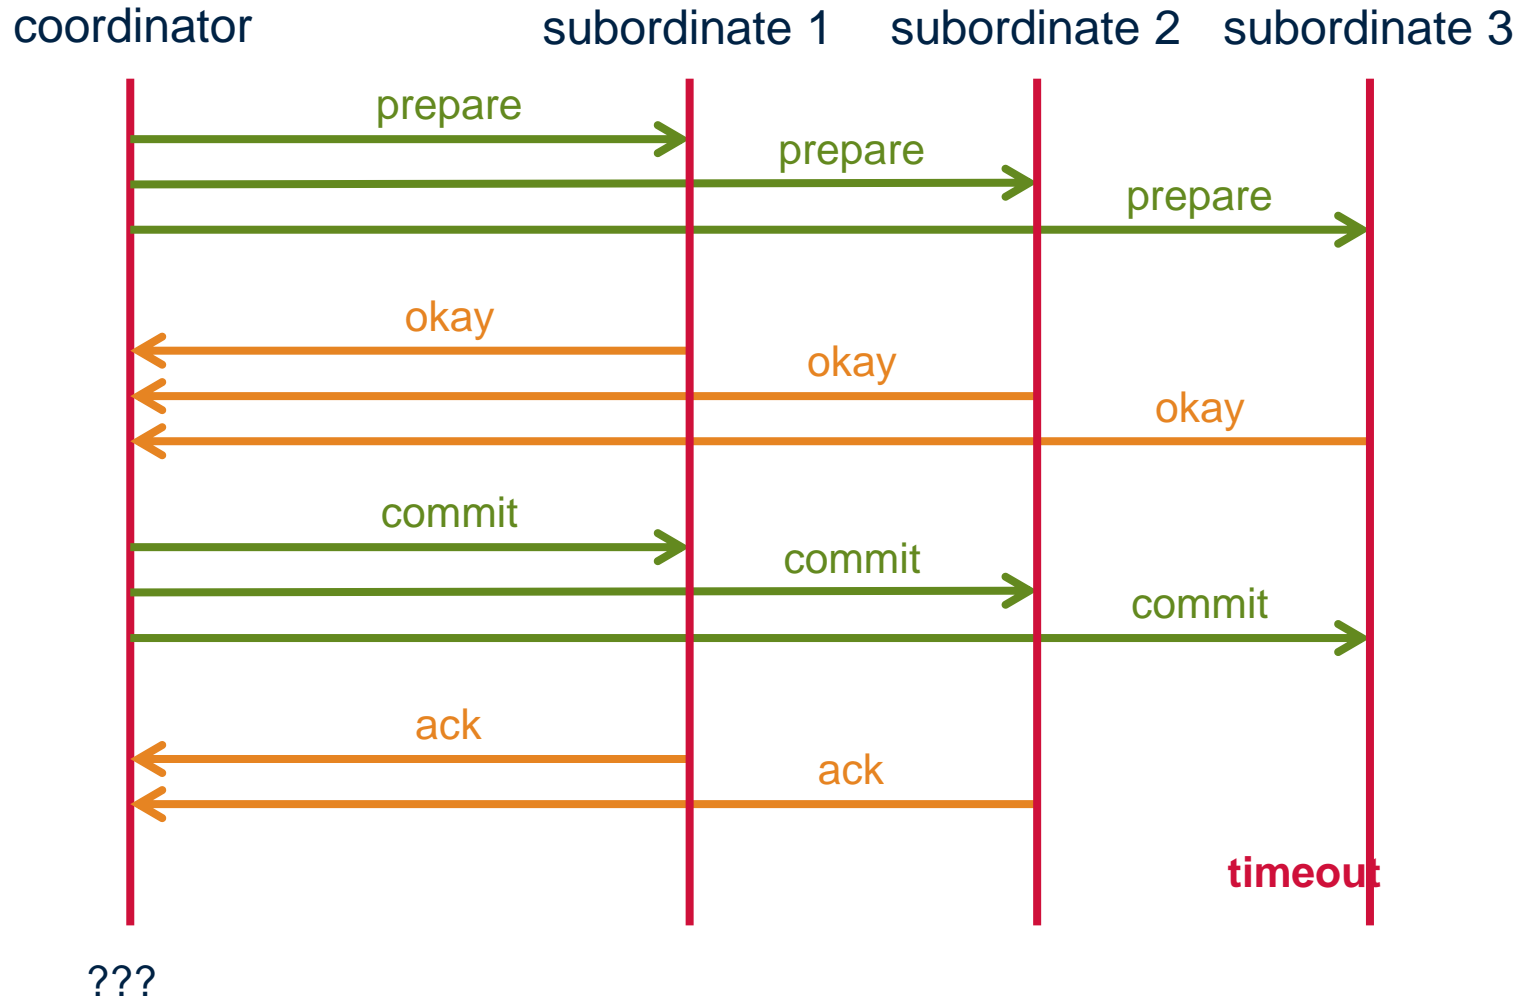 coordinator subordinate 1 subordinate 2 subordinate 3
prepare
prepare
prepare
okay
okay
okay
commit
commit
commit
ack
ack
timeout
???